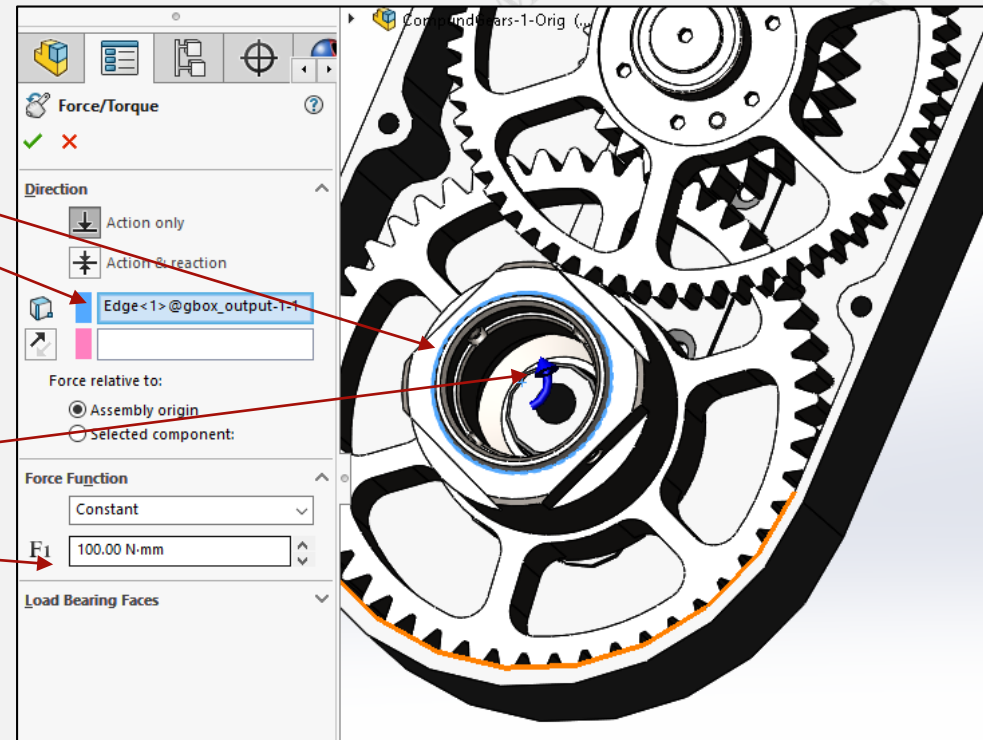 CompundGears-1-Orig (...
Force/Torque
Direction
Action only
Action & reaction
Edge<1>@gbox_output-1-1
Force relative to:
Assembly origin
Selected component:
Force Function
Constant
F1 100.00 N·mm
Load Bearing Faces